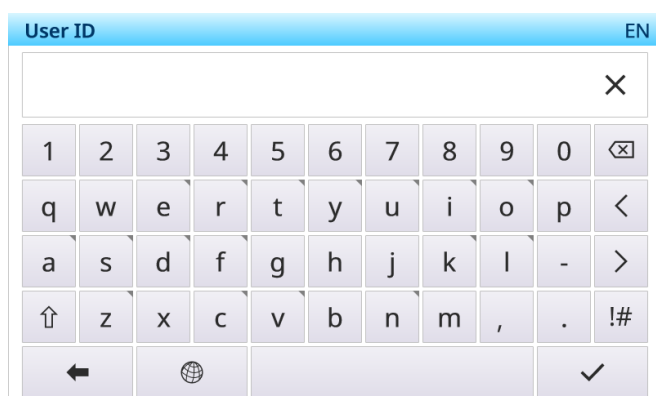 User ID EN
1 2 3 4 5 6 7 8 9 0
q w e r t y u i o p <
a s d f g h j k l - >
z x c v b n m , . !#